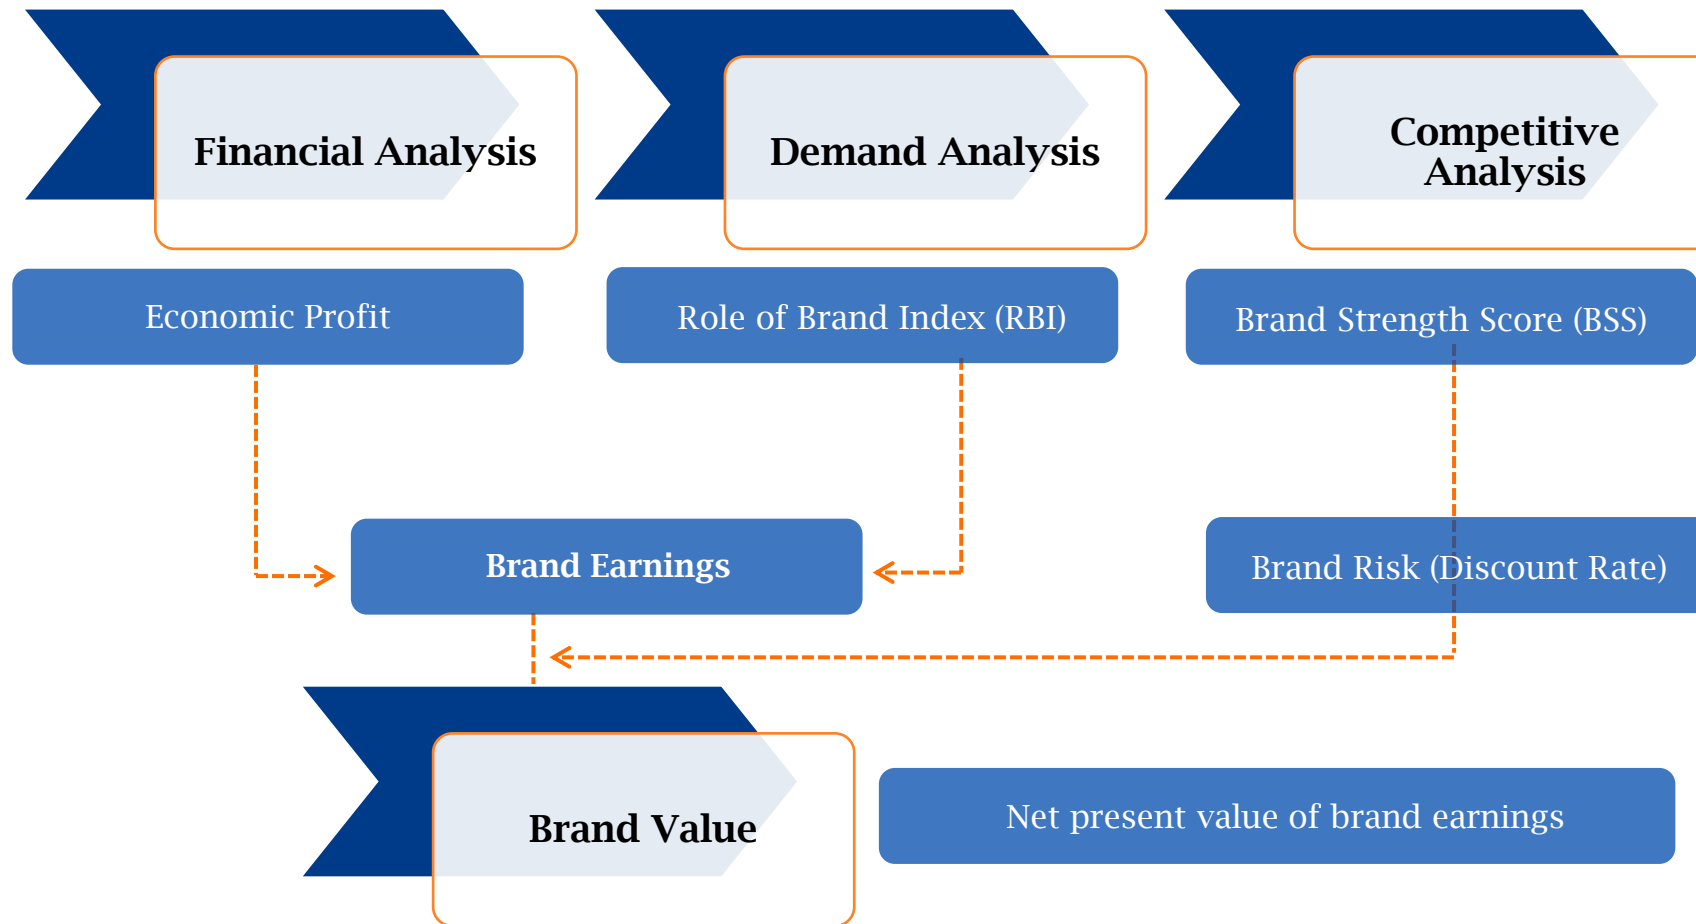 Financial Analysis
Demand Analysis
Competitive
Analysis
Economic Profit
Role of Brand Index (RBI)
Brand Strength Score (BSS)
Brand Earnings
Brand Risk (Discount Rate)
Brand Value
Net present value of brand earnings